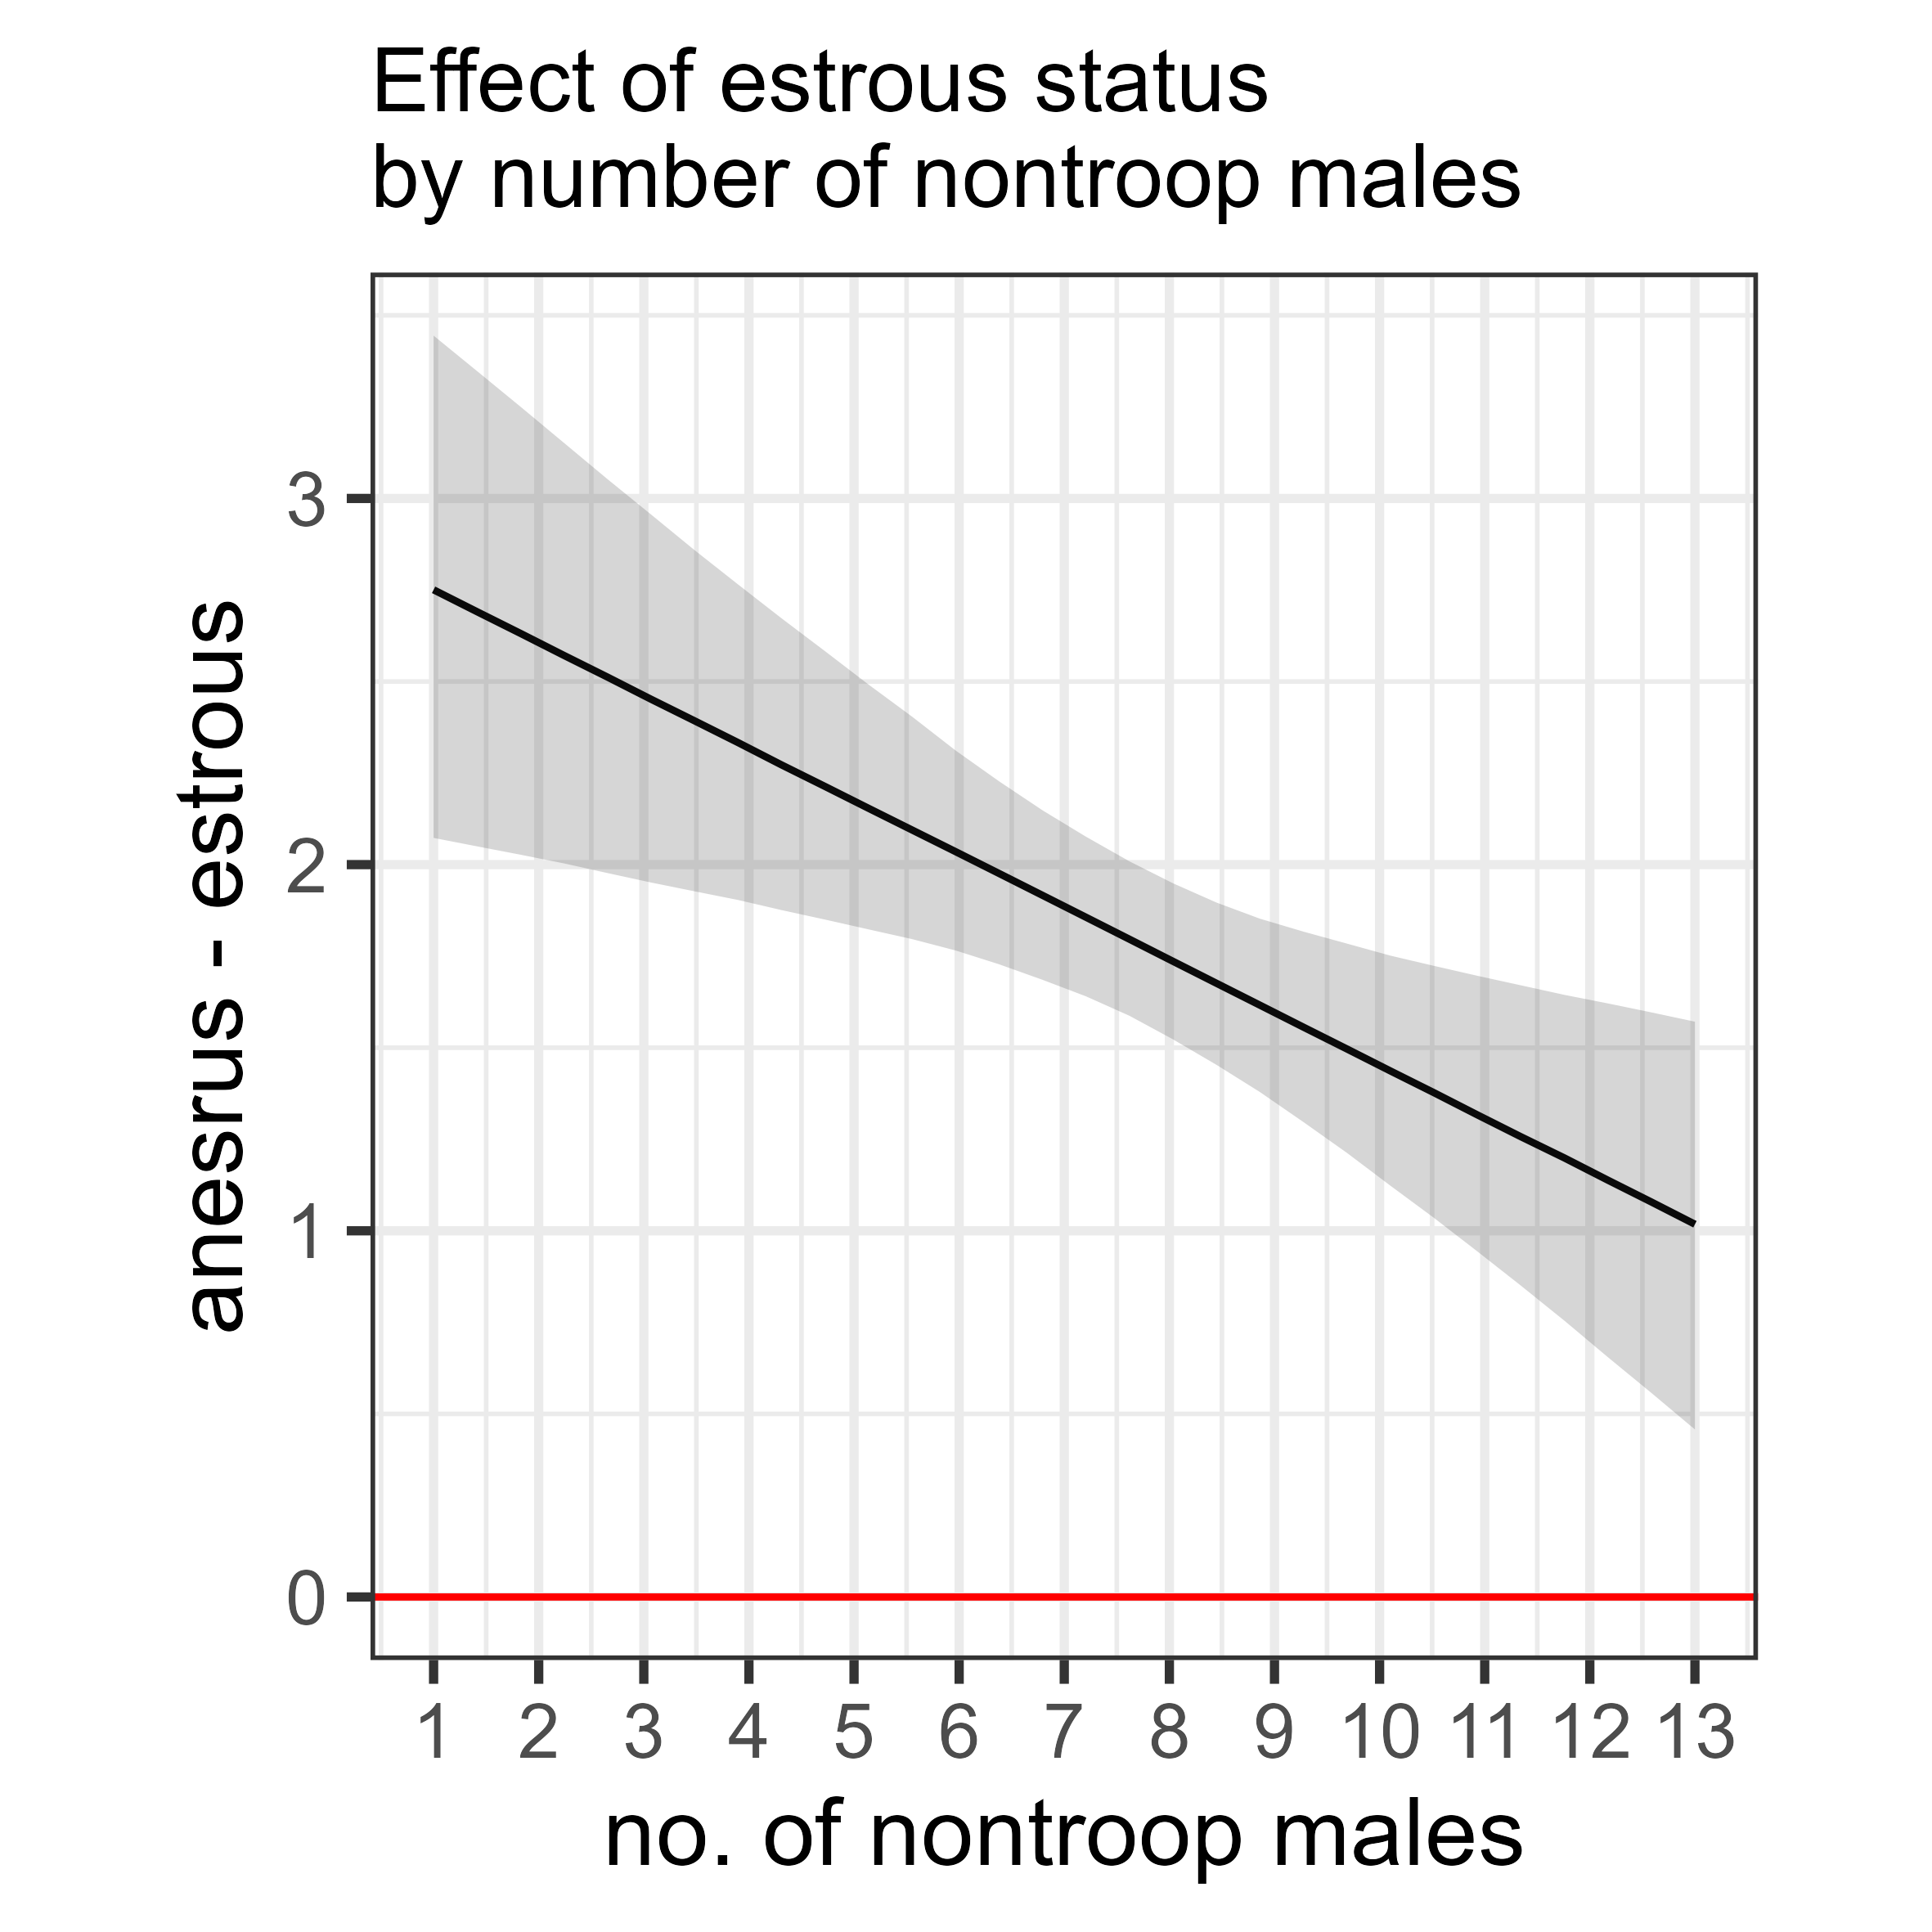 Effect of estrous status
by number of nontroop males
anesrus - estrous
3
2
1
0
1 2 3 4 5 6 7 8 9 10 11 12 13
no. of nontroop males